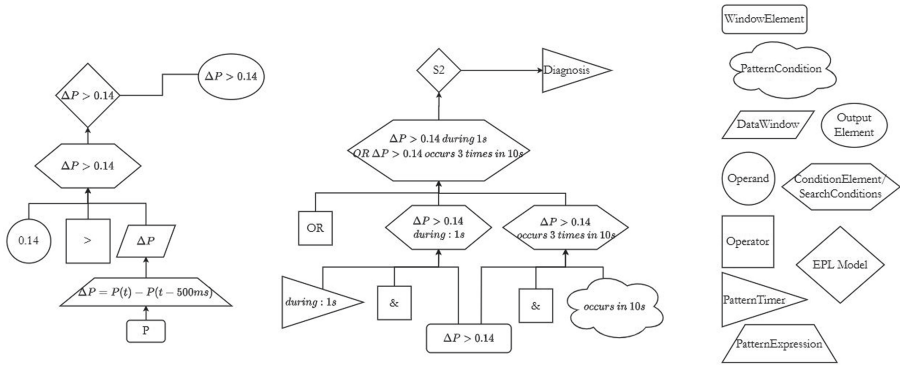 ΔP > 0.14
ΔP > 0.14
ΔP > 0.14
0.14
>
ΔP
ΔP = P(t) − P(t − 500ms)
P
S2
Diagnosis
ΔP > 0.14 during 1s
OR ΔP > 0.14 occurs 3 times in 10s
OR
ΔP > 0.14
during : 1s
ΔP > 0.14
occurs 3 times in 10s
during : 1s
&
ΔP > 0.14
&
occurs in 10s
WindowElement
PatternCondition
DataWindow
Output
Element
Operand
ConditionElement/
SearchConditions
Operator
EPL Model
PatternTimer
PatternExpression